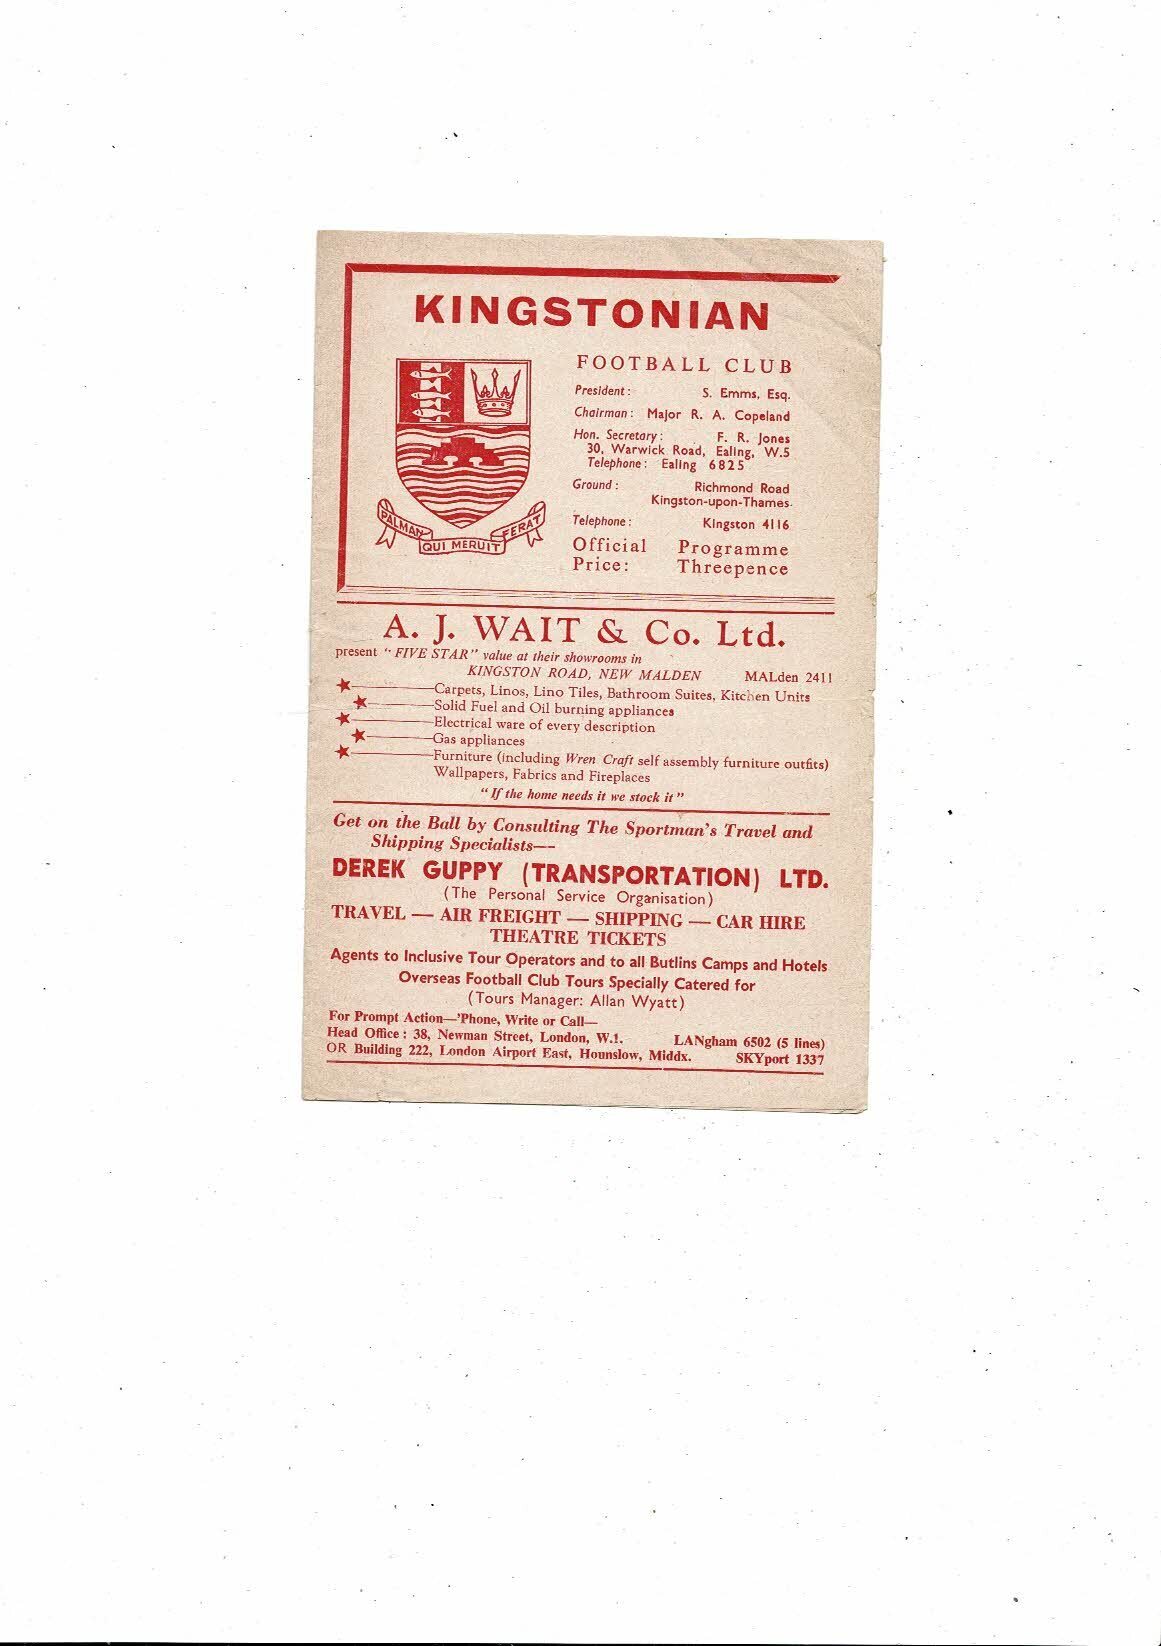 KINGSTONIAN
FOOTBALL CLUB
President: S. Emms, Esq.
Chairman: Major R. A. Copeland
Hon. Secretary: F. R. Jones
30, Warwick Road, Ealing, W.5
Telephone: Ealing 6825
Ground: Richmond Road
Kingston-upon-Thames.
Telephone: Kingston 4116
Official Programme
Price: Threepence
PALMAM QUI MERUIT FERAT
A. J. WAIT & Co. Ltd.
present "FIVE STAR" value at their showrooms in
KINGSTON ROAD, NEW MALDEN MALden 2411
Carpets, Linos, Lino Tiles, Bathroom Suites, Kitchen Units
Solid Fuel and Oil burning appliances
Electrical ware of every description
Gas appliances
Furniture (including Wren Craft self assembly furniture outfits)
Wallpapers, Fabrics and Fireplaces
"If the home needs it we stock it"
Get on the Ball by Consulting The Sportman's Travel and
Shipping Specialists—
DEREK GUPPY (TRANSPORTATION) LTD.
(The Personal Service Organisation)
TRAVEL — AIR FREIGHT — SHIPPING — CAR HIRE
THEATRE TICKETS
Agents to Inclusive Tour Operators and to all Butlins Camps and Hotels
Overseas Football Club Tours Specially Catered for
(Tours Manager: Allan Wyatt)
For Prompt Action—'Phone, Write or Call—
Head Office: 38, Newman Street, London, W.1. LANgham 6502 (5 lines)
OR Building 222, London Airport East, Hounslow, Middx. SKYport 1337